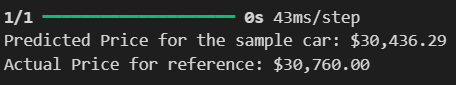 1/1 ━━━━━━━━━━━━━━━━━━━━ 0s 43ms/step
Predicted Price for the sample car: $30,436.29
Actual Price for reference: $30,760.00